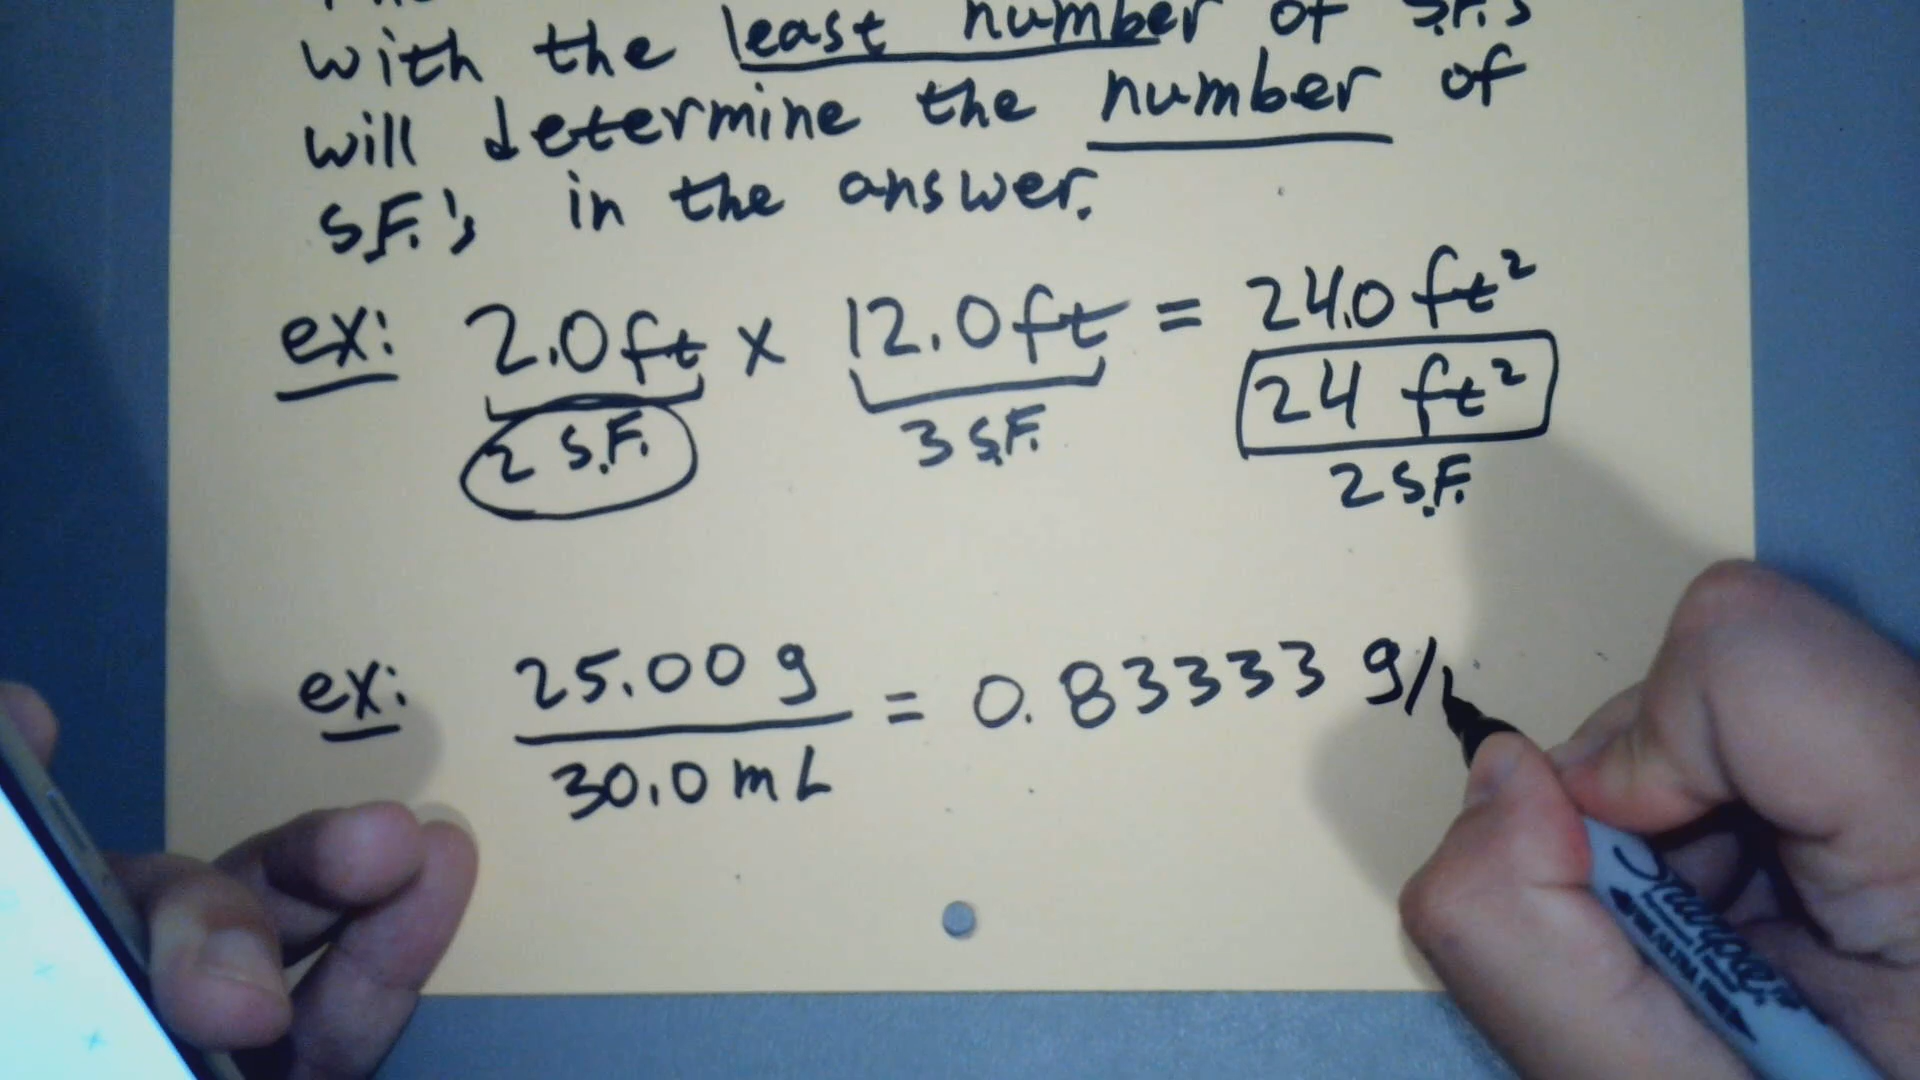 with the least number of S.F.'s
will determine the number of
S.F.'s in the answer.
ex: 2.0 ft x 12.0 ft = 24.0 ft²
24 ft²
2 S.F. 3 S.F. 2 S.F.
ex: 25.00 g = 0.83333 g/
30.0 mL
Sharpie